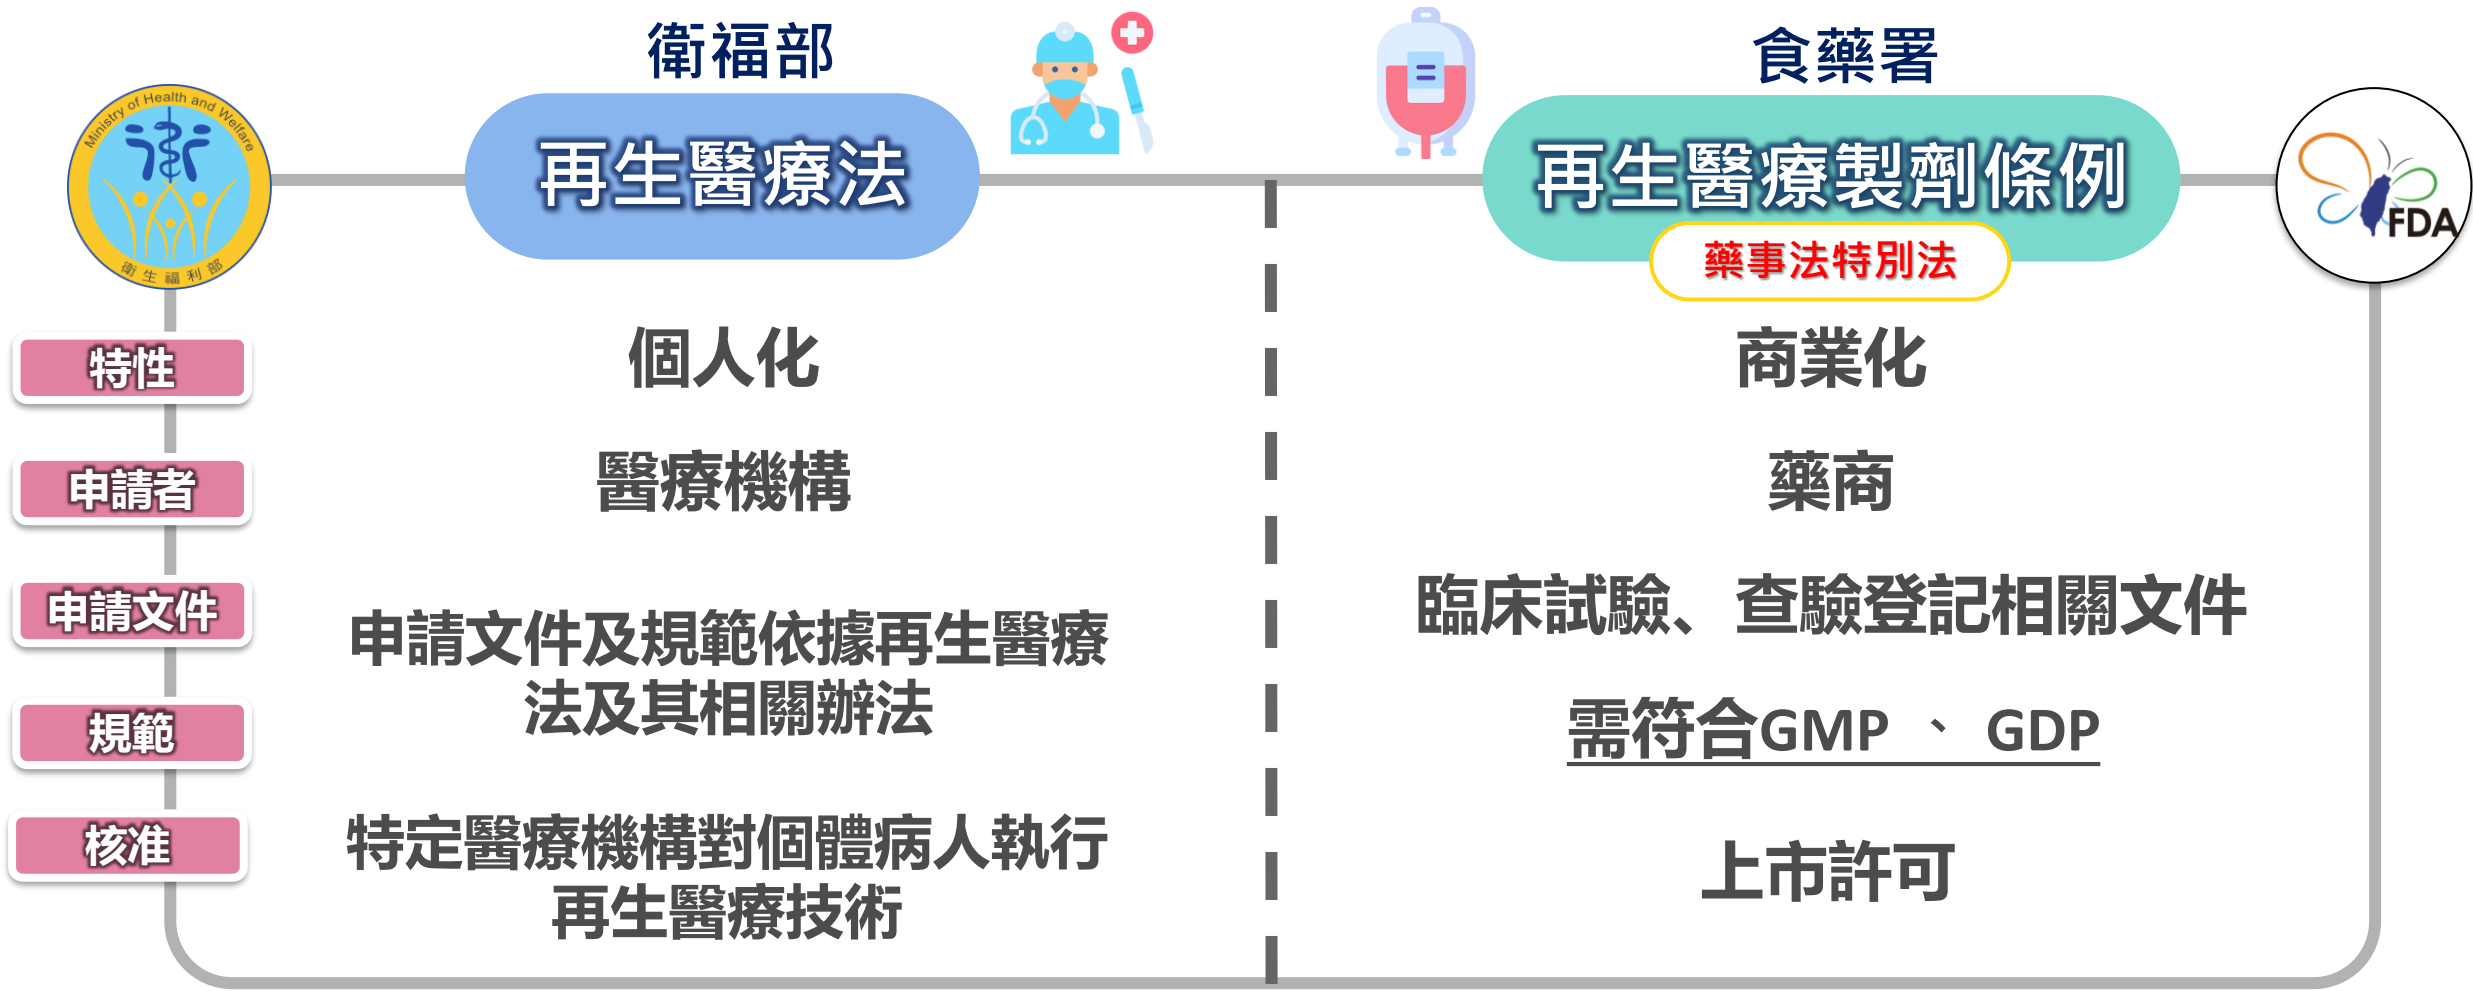 衛福部
食藥署
Ministry of Health and Welfare
衛生福利部
再生醫療法
再生醫療製劑條例
藥事法特別法
FDA
特性
個人化
商業化
申請者
醫療機構
藥商
申請文件
申請文件及規範依據再生醫療
法及其相關辦法
臨床試驗、查驗登記相關文件
規範
需符合GMP 、 GDP
核准
特定醫療機構對個體病人執行
再生醫療技術
上市許可